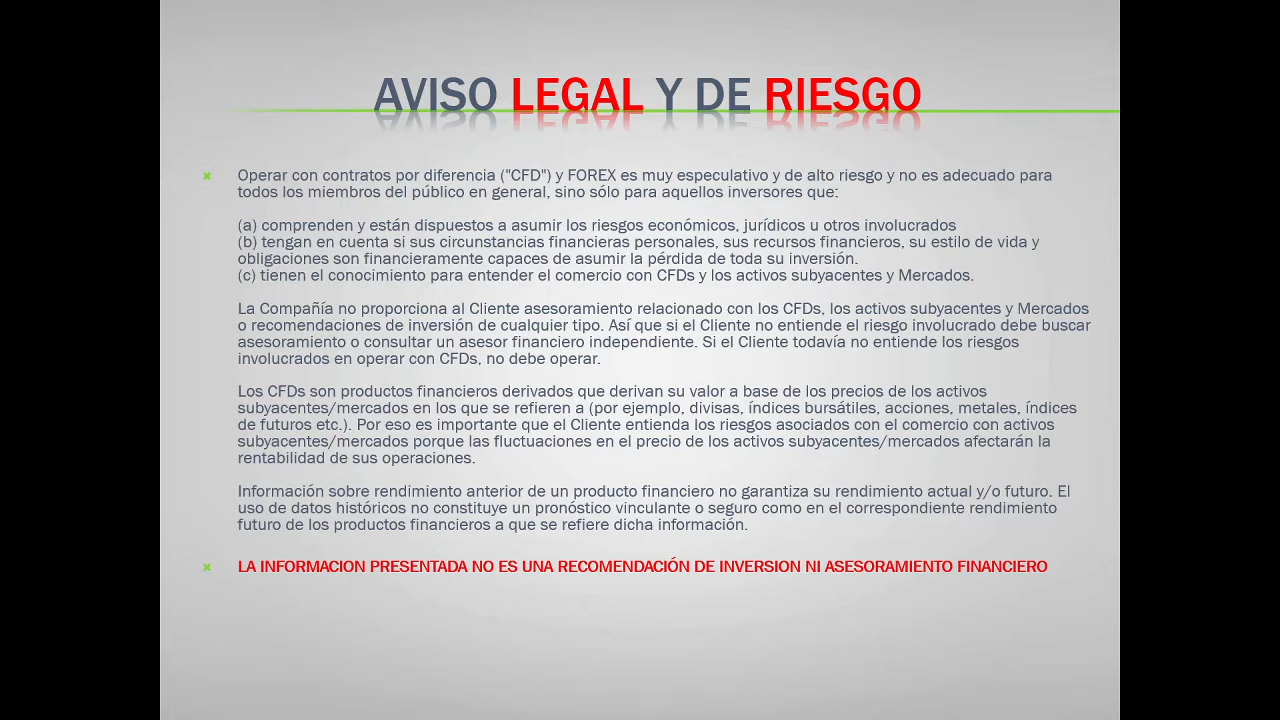 AVISO LEGAL Y DE RIESGO
Operar con contratos por diferencia ("CFD") y FOREX es muy especulativo y de alto riesgo y no es adecuado para
todos los miembros del público en general, sino sólo para aquellos inversores que:
(a) comprenden y están dispuestos a asumir los riesgos económicos, jurídicos u otros involucrados
(b) tengan en cuenta si sus circunstancias financieras personales, sus recursos financieros, su estilo de vida y
obligaciones son financieramente capaces de asumir la pérdida de toda su inversión.
(c) tienen el conocimiento para entender el comercio con CFDs y los activos subyacentes y Mercados.
La Compañía no proporciona al Cliente asesoramiento relacionado con los CFDs, los activos subyacentes y Mercados
o recomendaciones de inversión de cualquier tipo. Así que si el Cliente no entiende el riesgo involucrado debe buscar
asesoramiento o consultar un asesor financiero independiente. Si el Cliente todavía no entiende los riesgos
involucrados en operar con CFDs, no debe operar.
Los CFDs son productos financieros derivados que derivan su valor a base de los precios de los activos
subyacentes/mercados en los que se refieren a (por ejemplo, divisas, índices bursátiles, acciones, metales, índices
de futuros etc.). Por eso es importante que el Cliente entienda los riesgos asociados con el comercio con activos
subyacentes/mercados porque las fluctuaciones en el precio de los activos subyacentes/mercados afectarán la
rentabilidad de sus operaciones.
Información sobre rendimiento anterior de un producto financiero no garantiza su rendimiento actual y/o futuro. El
uso de datos históricos no constituye un pronóstico vinculante o seguro como en el correspondiente rendimiento
futuro de los productos financieros a que se refiere dicha información.
LA INFORMACION PRESENTADA NO ES UNA RECOMENDACIÓN DE INVERSION NI ASESORAMIENTO FINANCIERO